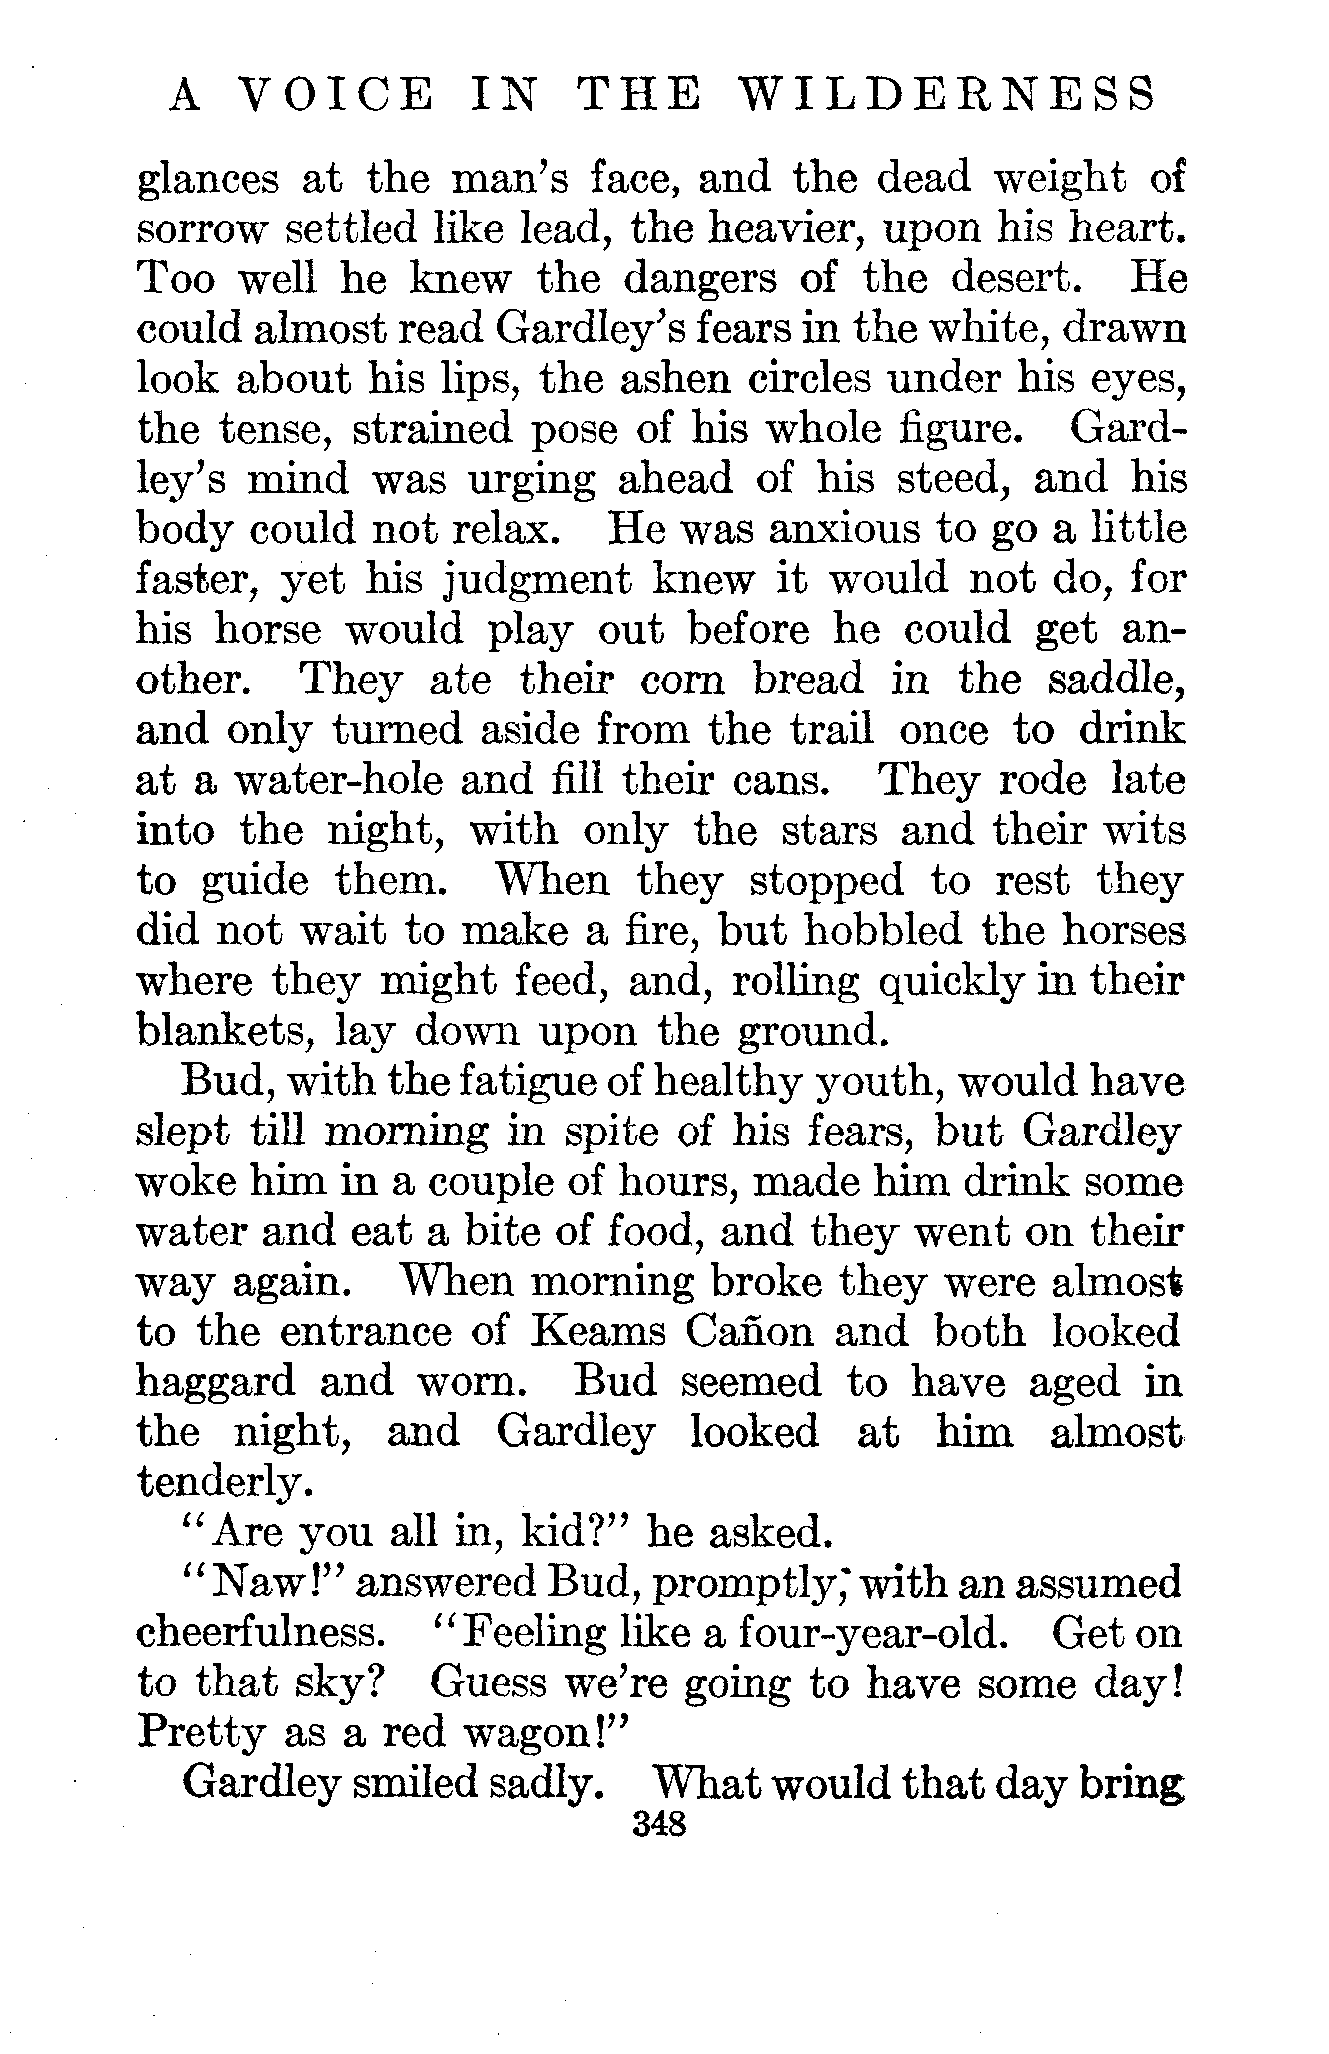 A VOICE IN THE WILDERNESS
glances at the man's face, and the dead weight of
sorrow settled like lead, the heavier, upon his heart.
Too well he knew the dangers of the desert. He
could almost read Gardley's fears in the white, drawn
look about his lips, the ashen circles under his eyes,
the tense, strained pose of his whole figure. Gard-
ley's mind was urging ahead of his steed, and his
body could not relax. He was anxious to go a little
faster, yet his judgment knew it would not do, for
his horse would play out before he could get an-
other. They ate their corn bread in the saddle,
and only turned aside from the trail once to drink
at a water-hole and fill their cans. They rode late
into the night, with only the stars and their wits
to guide them. When they stopped to rest they
did not wait to make a fire, but hobbled the horses
where they might feed, and, rolling quickly in their
blankets, lay down upon the ground.
Bud, with the fatigue of healthy youth, would have
slept till morning in spite of his fears, but Gardley
woke him in a couple of hours, made him drink some
water and eat a bite of food, and they went on their
way again. When morning broke they were almost
to the entrance of Keams Cañon and both looked
haggard and worn. Bud seemed to have aged in
the night, and Gardley looked at him almost
tenderly.
"Are you all in, kid?" he asked.
"Naw!" answered Bud, promptly, with an assumed
cheerfulness. "Feeling like a four-year-old. Get on
to that sky? Guess we're going to have some day!
Pretty as a red wagon!"
Gardley smiled sadly. What would that day bring
348